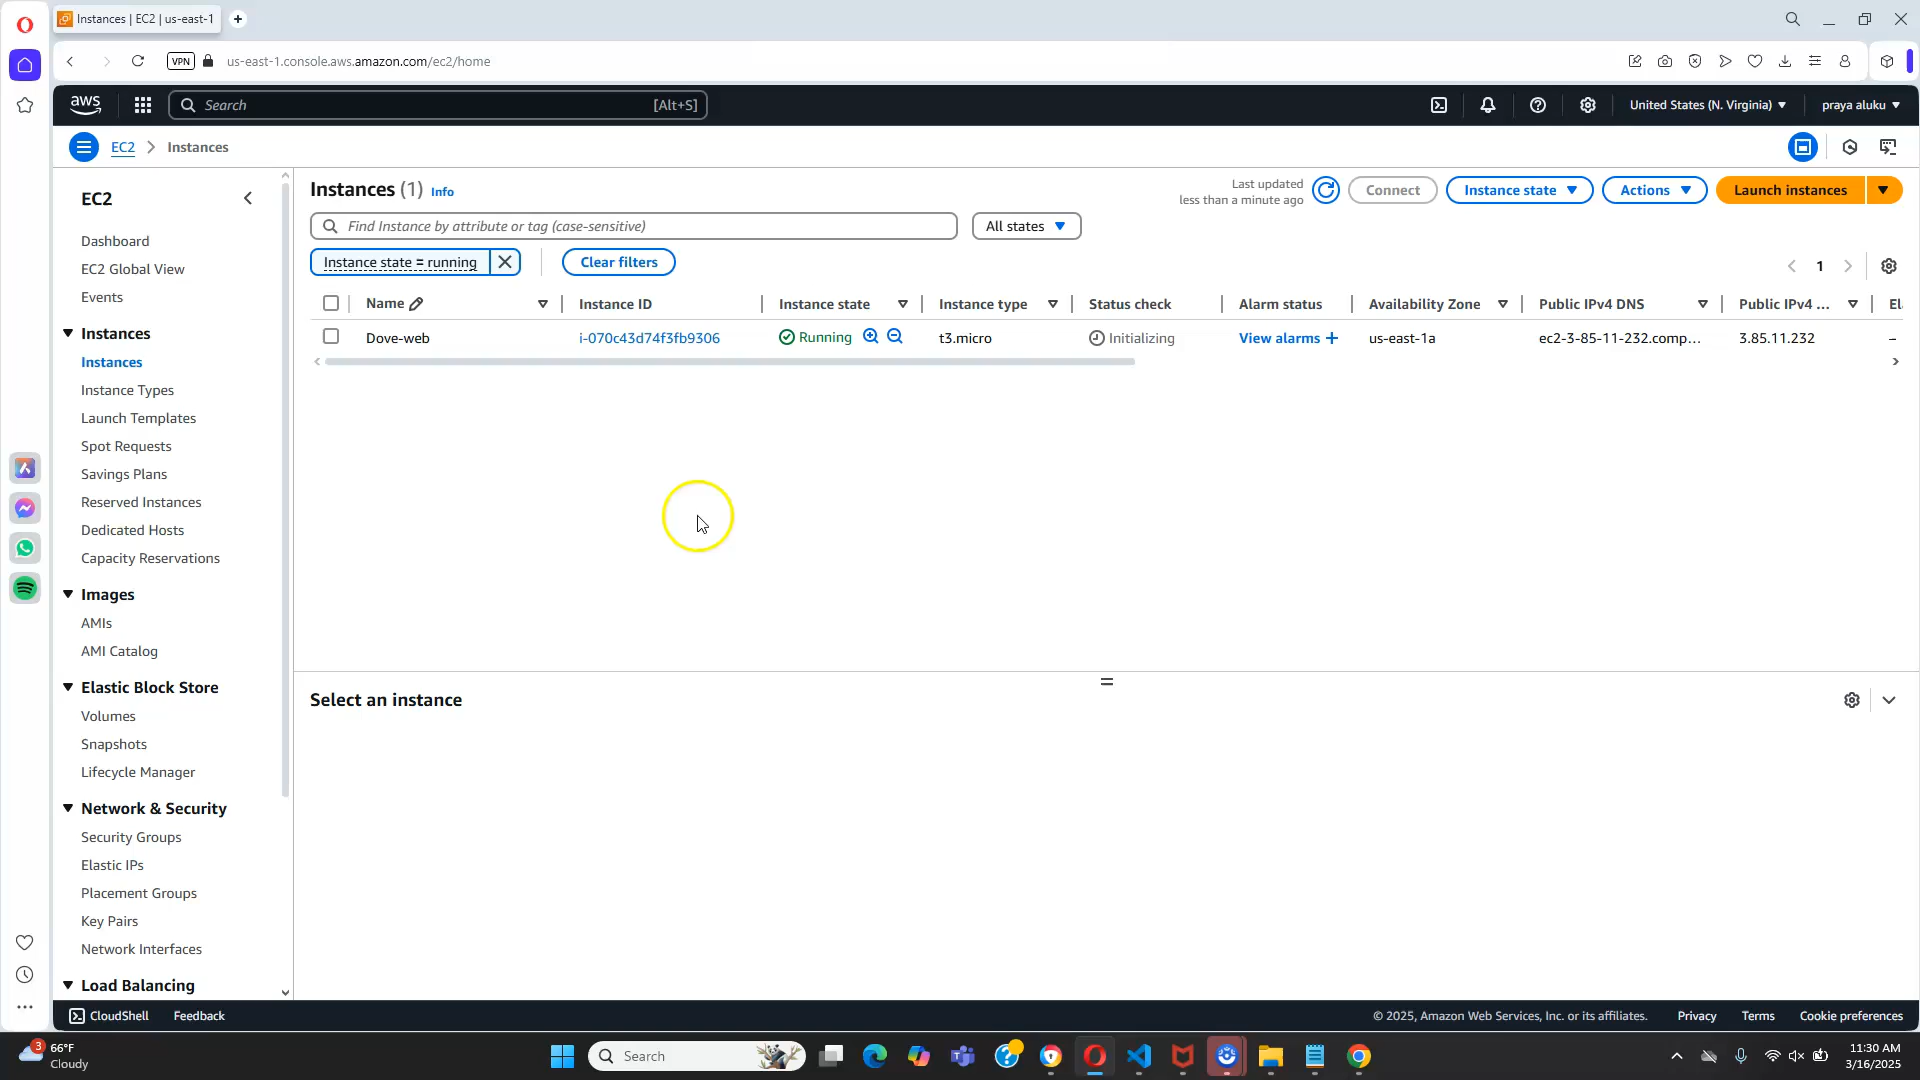 Instances | EC2 | us-east-1
VPN
us-east-1.console.aws.amazon.com/ec2/home
aws
Search [Alt+S]
United States (N. Virginia)
praya aluku
EC2
Instances
EC2
Dashboard
EC2 Global View
Events
Instances
Instances
Instance Types
Launch Templates
Spot Requests
Savings Plans
Reserved Instances
Dedicated Hosts
Capacity Reservations
Images
AMIs
AMI Catalog
Elastic Block Store
Volumes
Snapshots
Lifecycle Manager
Network & Security
Security Groups
Elastic IPs
Placement Groups
Key Pairs
Network Interfaces
Load Balancing
Instances (1) Info
Last updated
less than a minute ago
Connect
Instance state
Actions
Launch instances
Find Instance by attribute or tag (case-sensitive)
All states
Instance state = running
Clear filters
1
Name Instance ID Instance state Instance type Status check Alarm status Availability Zone Public IPv4 DNS Public IPv4 ... El
Dove-web i-070c43d74f3fb9306 Running t3.micro Initializing View alarms + us-east-1a ec2-3-85-11-232.comp... 3.85.11.232 –
Select an instance
CloudShell Feedback
© 2025, Amazon Web Services, Inc. or its affiliates. Privacy Terms Cookie preferences
3
66°F
Cloudy
Search
11:30 AM
3/16/2025